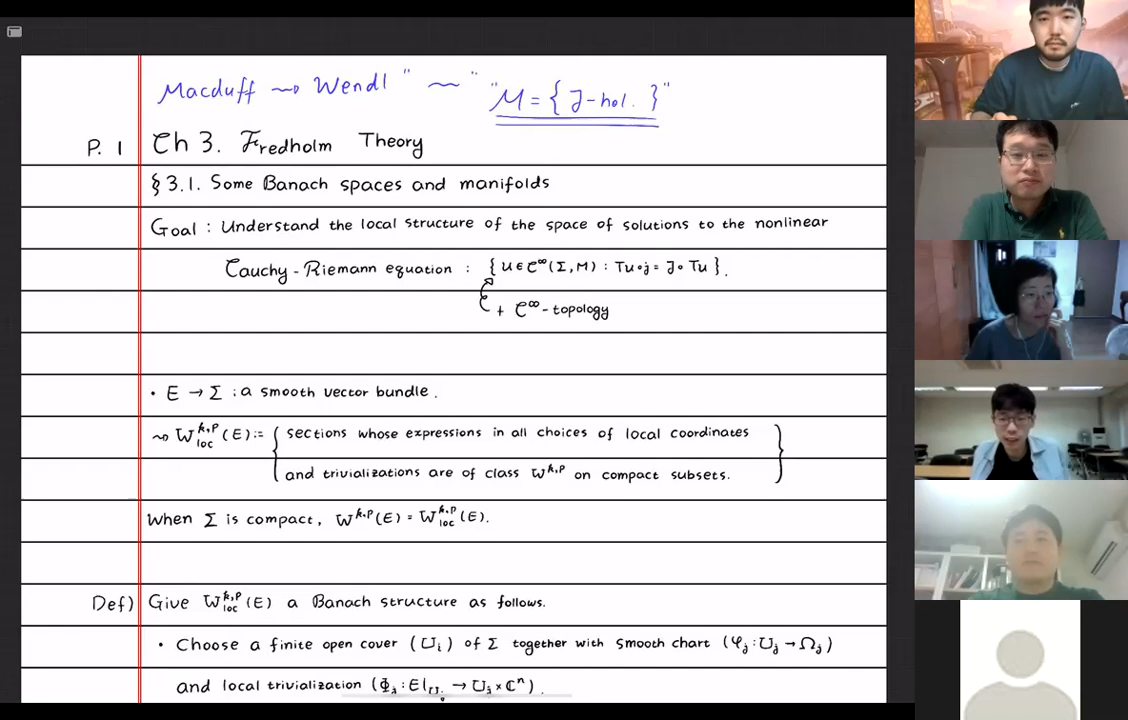 Macduff ⇝ Wendl " ~ " "M = { J-hol. }"
P. 1 Ch 3. Fredholm Theory
§ 3.1. Some Banach spaces and manifolds
Goal : Understand the local structure of the space of solutions to the nonlinear
Cauchy-Riemann equation : { u ∈ C^∞(Σ, M) : Tu∘j = J∘Tu }.
+ C^∞-topology
• E → Σ : a smooth vector bundle.
⇝ W^{k,p}_{loc}(E) := { sections whose expressions in all choices of local coordinates
and trivializations are of class W^{k,p} on compact subsets. }
When Σ is compact, W^{k,p}(E) = W^{k,p}_{loc}(E).
Def) Give W^{k,p}_{loc}(E) a Banach structure as follows.
• Choose a finite open cover (U_i) of Σ together with smooth chart (φ_j : U_j → Ω_j)
and local trivialization (Φ_j : E|_{U_j} → U_j × C^n).